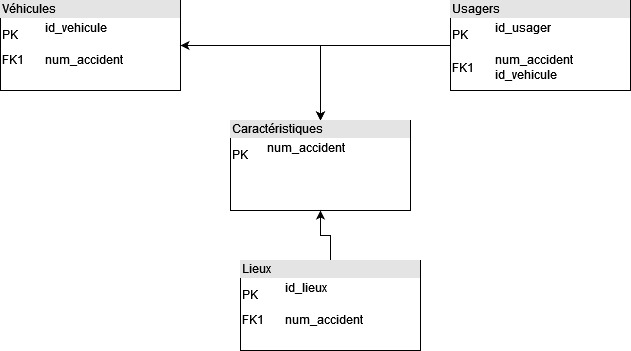 Véhicules
PK id_vehicule
FK1 num_accident
Usagers
PK id_usager
FK1 num_accident
id_vehicule
Caractéristiques
PK num_accident
Lieux
PK id_lieux
FK1 num_accident